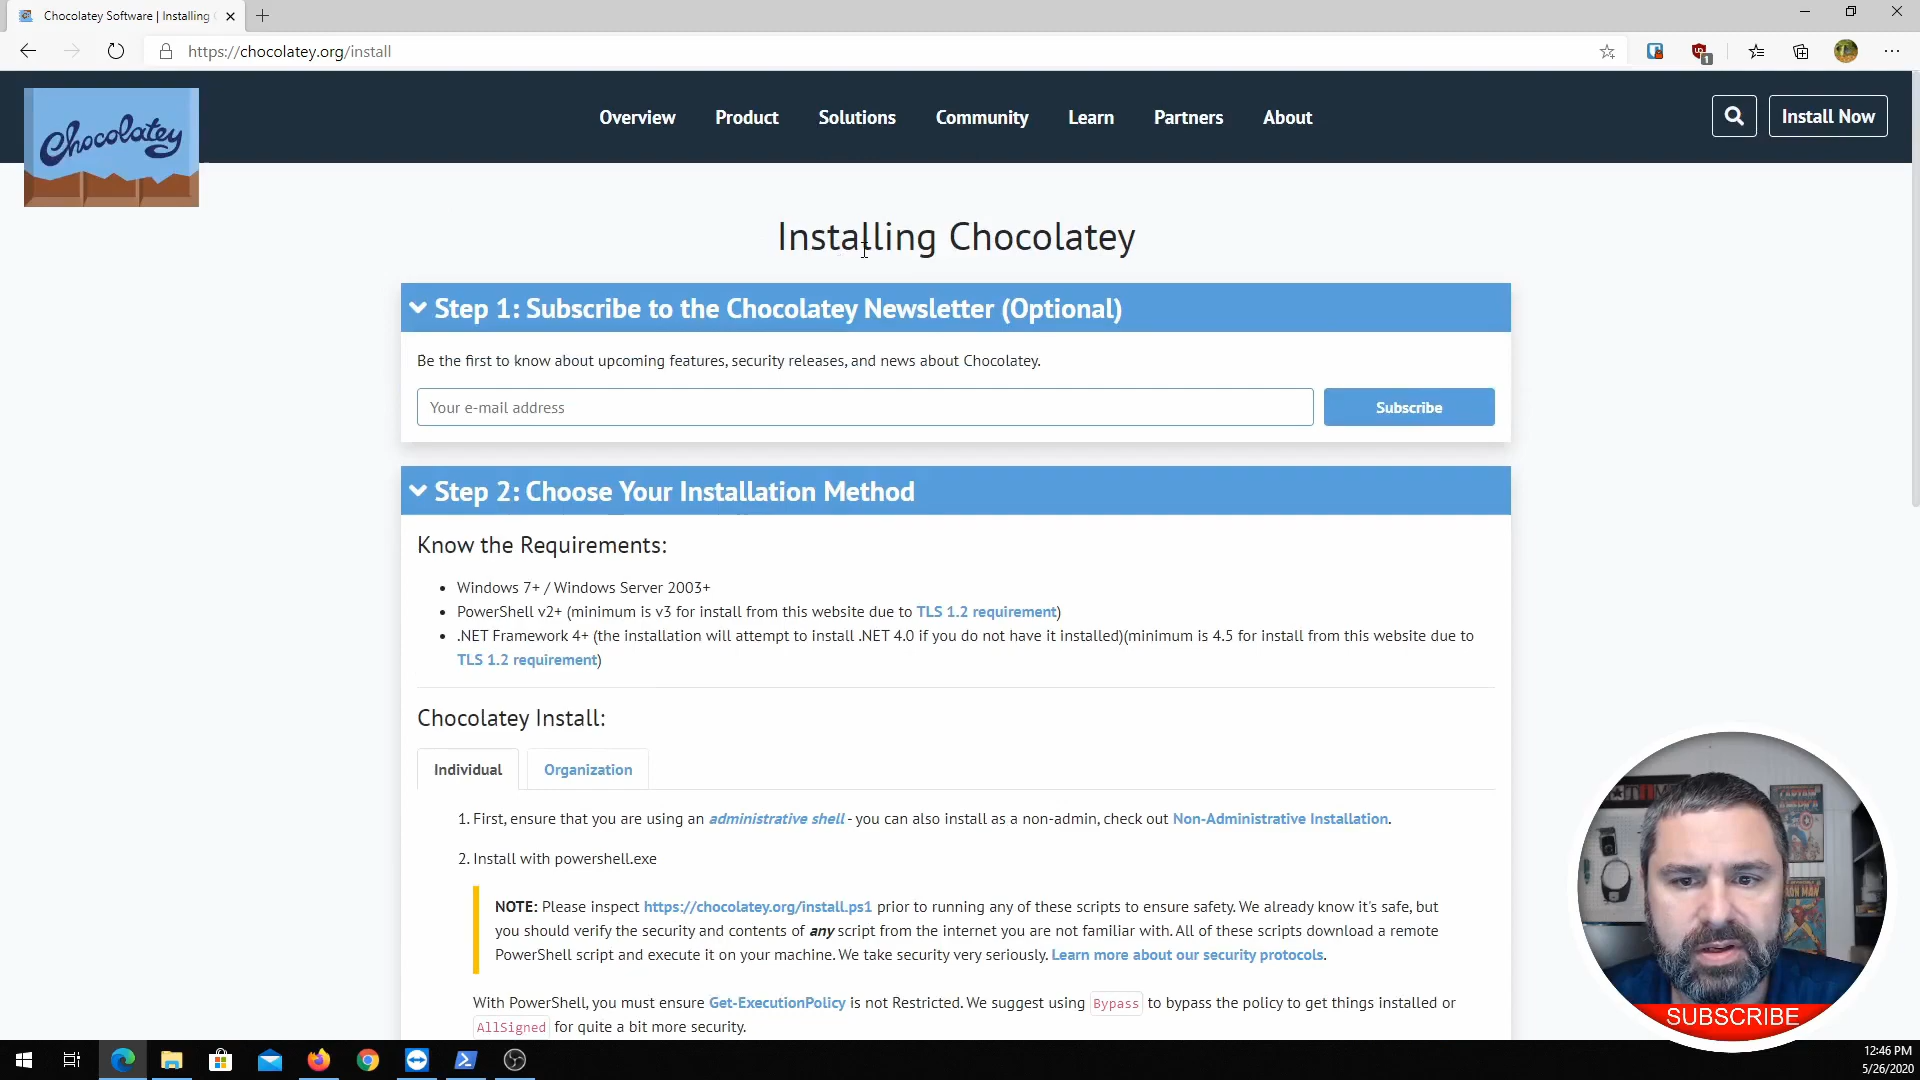 Chocolatey Software | Installing
https://chocolatey.org/install
1
Chocolatey
Overview
Product
Solutions
Community
Learn
Partners
About
Install Now
Installing Chocolatey
Step 1: Subscribe to the Chocolatey Newsletter (Optional)
Be the first to know about upcoming features, security releases, and news about Chocolatey.
Your e-mail address
Subscribe
Step 2: Choose Your Installation Method
Know the Requirements:
• Windows 7+ / Windows Server 2003+
• PowerShell v2+ (minimum is v3 for install from this website due to TLS 1.2 requirement)
• .NET Framework 4+ (the installation will attempt to install .NET 4.0 if you do not have it installed)(minimum is 4.5 for install from this website due to
TLS 1.2 requirement)
Chocolatey Install:
Individual
Organization
1. First, ensure that you are using an administrative shell - you can also install as a non-admin, check out Non-Administrative Installation.
2. Install with powershell.exe
NOTE: Please inspect https://chocolatey.org/install.ps1 prior to running any of these scripts to ensure safety. We already know it's safe, but
you should verify the security and contents of any script from the internet you are not familiar with. All of these scripts download a remote
PowerShell script and execute it on your machine. We take security very seriously. Learn more about our security protocols.
With PowerShell, you must ensure Get-ExecutionPolicy is not Restricted. We suggest using Bypass to bypass the policy to get things installed or
AllSigned for quite a bit more security.
SUBSCRIBE
12:46 PM
5/26/2020